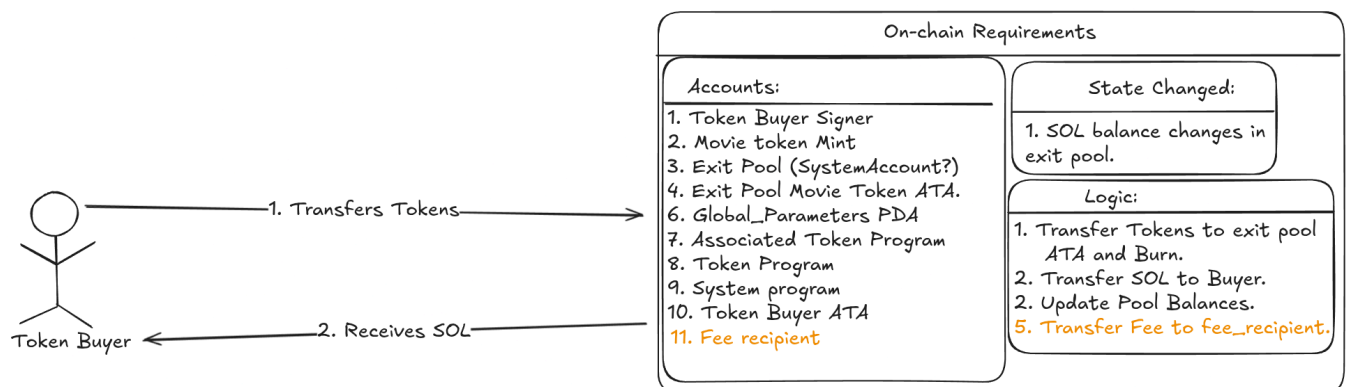 On-chain Requirements
Accounts:
1. Token Buyer Signer
2. Movie token Mint
3. Exit Pool (SystemAccount?)
4. Exit Pool Movie Token ATA.
6. Global_Parameters PDA
7. Associated Token Program
8. Token Program
9. System program
10. Token Buyer ATA
11. Fee recipient
State Changed:
1. SOL balance changes in
exit pool.
Logic:
1. Transfer Tokens to exit pool
ATA and Burn.
2. Transfer SOL to Buyer.
2. Update Pool Balances.
5. Transfer Fee to fee_recipient.
1. Transfers Tokens
2. Receives SOL
Token Buyer